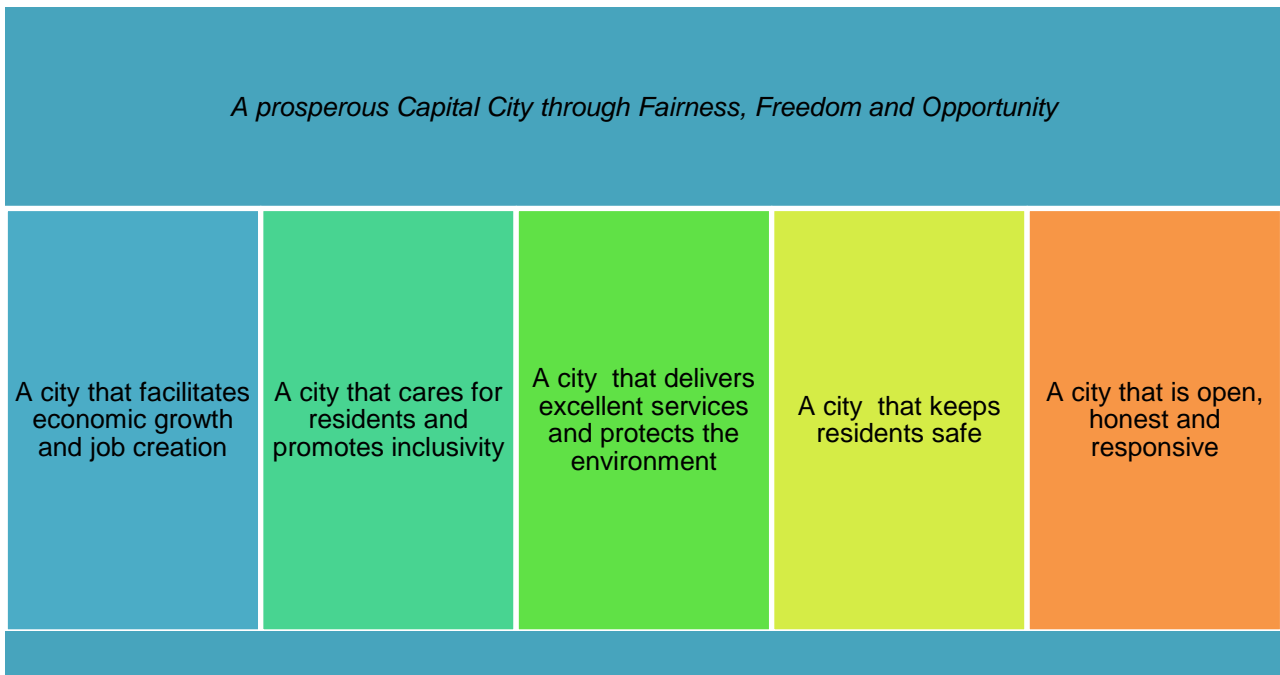 A prosperous Capital City through Fairness, Freedom and Opportunity
A city that facilitates
economic growth
and job creation
A city that cares for
residents and
promotes inclusivity
A city  that delivers
excellent services
and protects the
environment
A city  that keeps
residents safe
A city that is open,
honest and
responsive